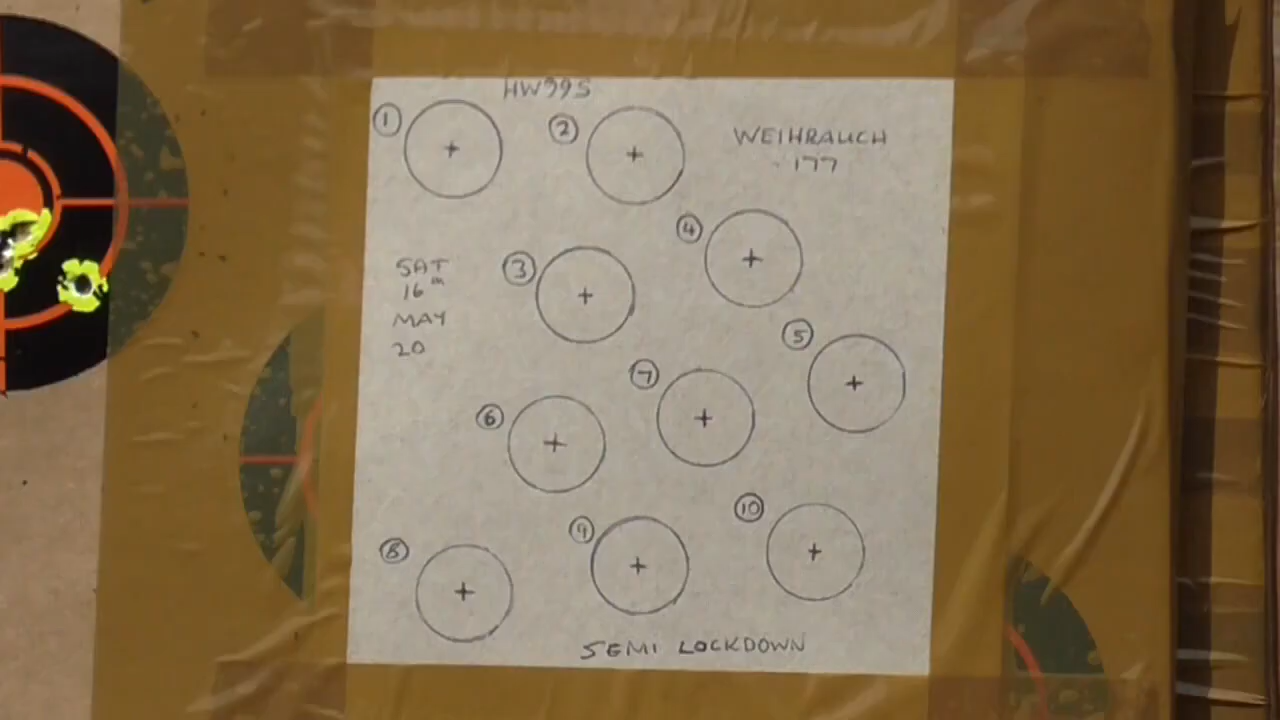 HW99S
1
2
WEIHRAUCH
.177
4
3
SAT
16th
MAY
20
5
7
6
10
9
8
SEMI LOCKDOWN